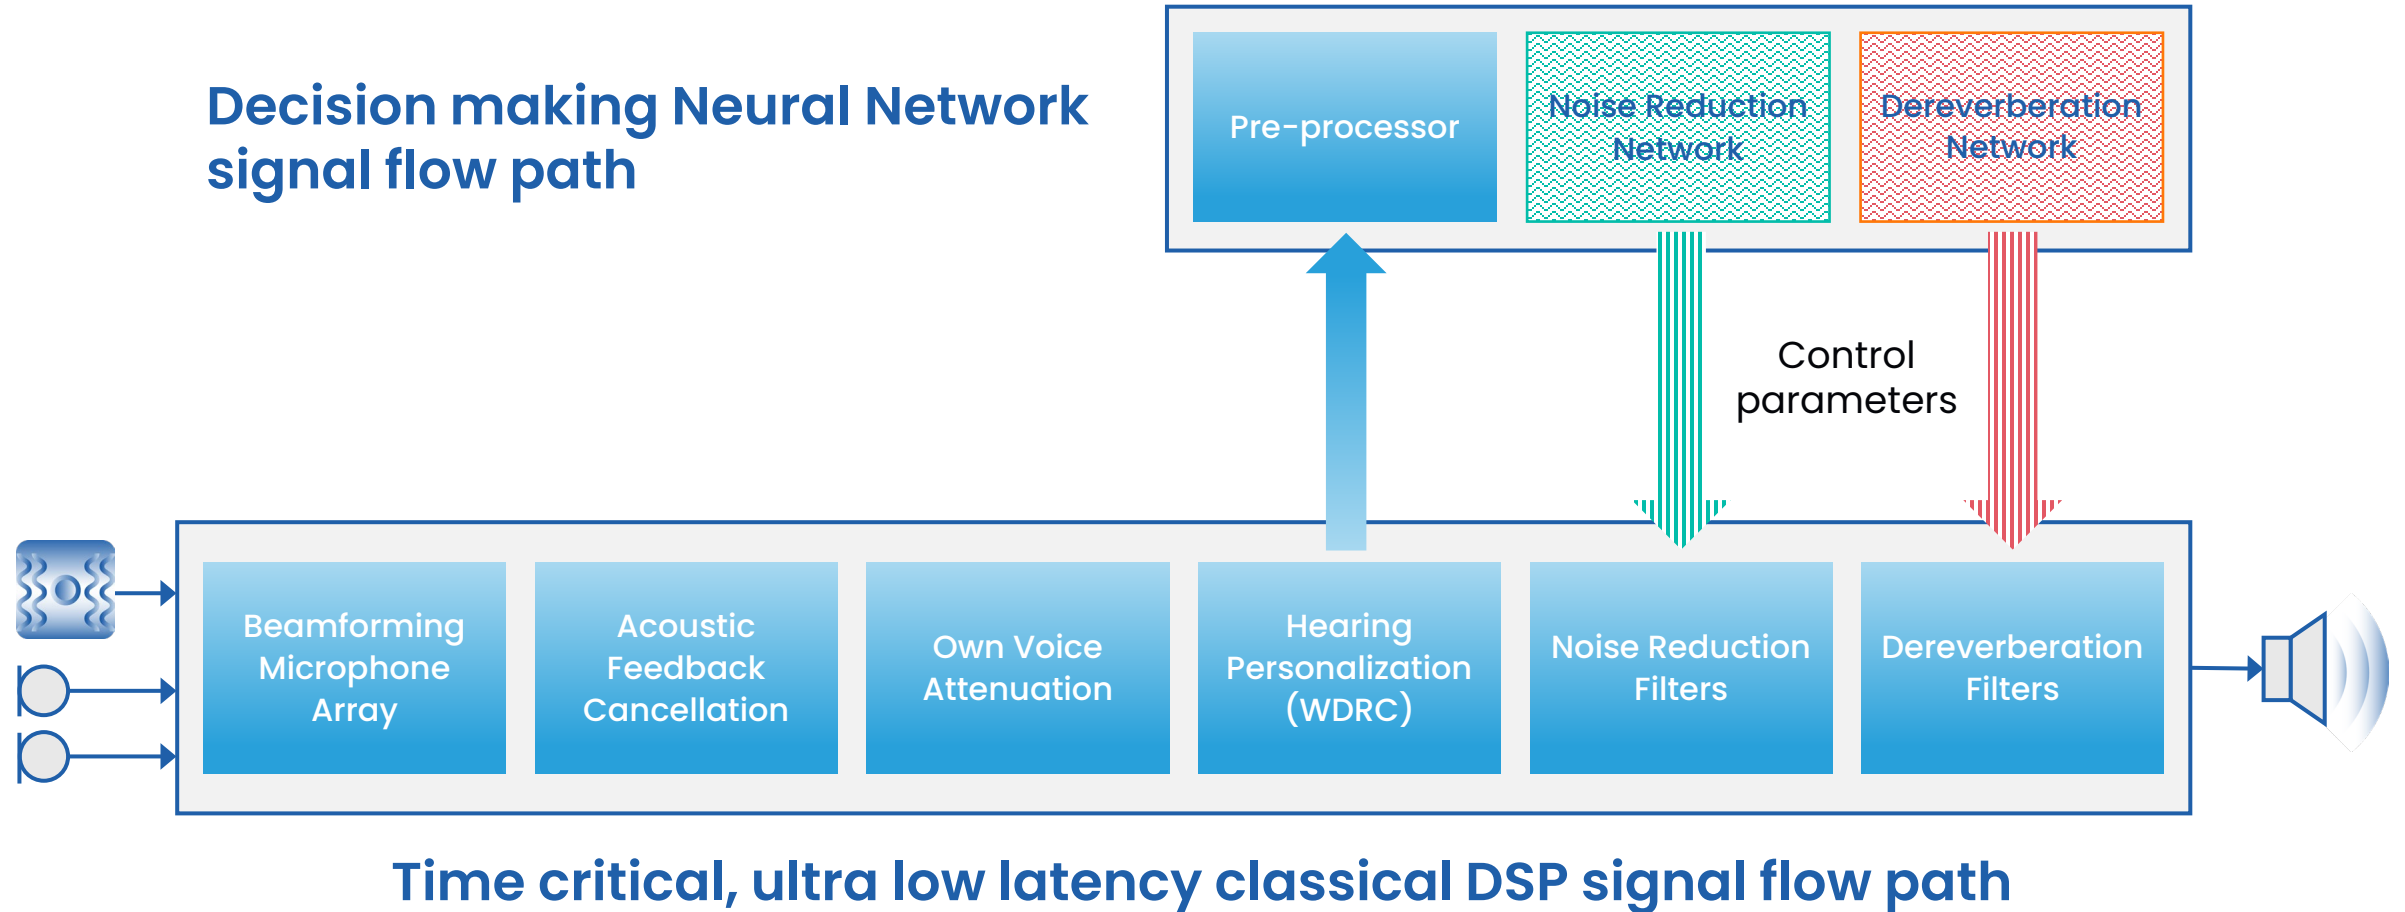 Decision making Neural Network
signal flow path
Pre-processor
Noise Reduction
Network
Dereverberation
Network
Control
parameters
Beamforming
Microphone
Array
Acoustic
Feedback
Cancellation
Own Voice
Attenuation
Hearing
Personalization
(WDRC)
Noise Reduction
Filters
Dereverberation
Filters
Time critical, ultra low latency classical DSP signal flow path